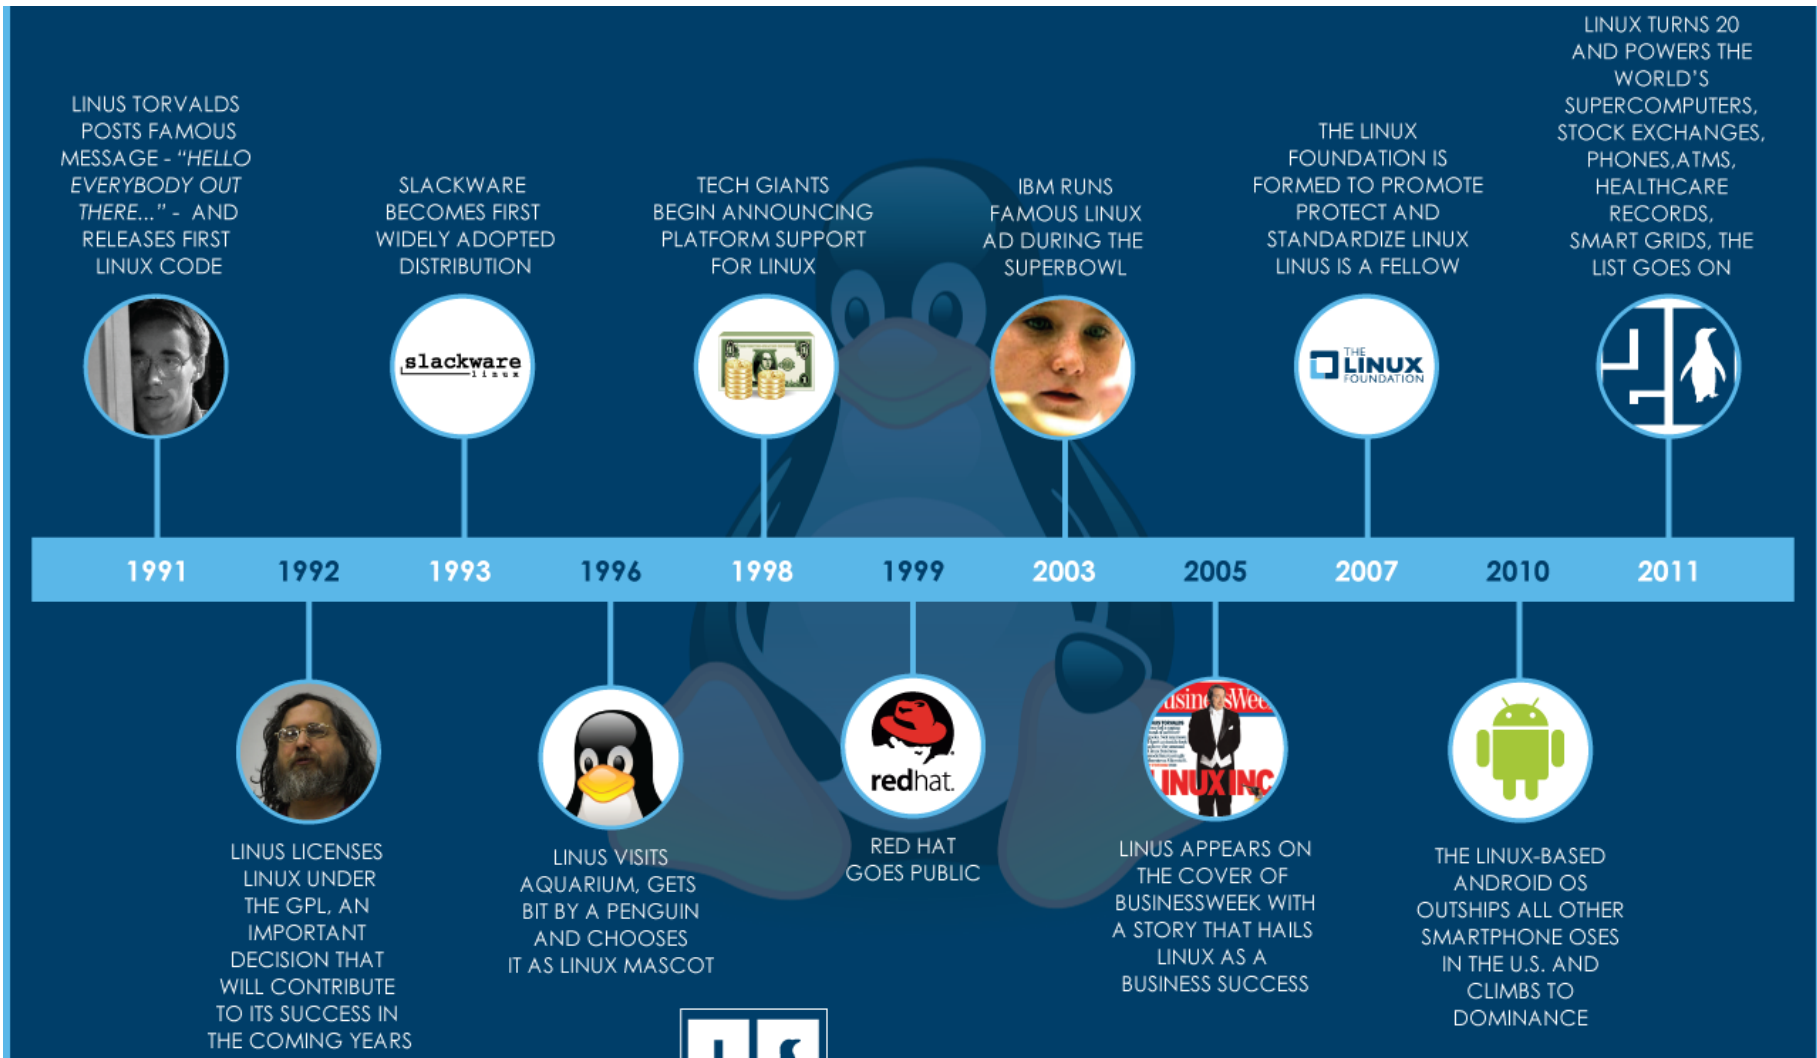 LINUS TORVALDS
POSTS FAMOUS
MESSAGE - “HELLO
EVERYBODY OUT
THERE...” - AND
RELEASES FIRST
LINUX CODE
SLACKWARE
BECOMES FIRST
WIDELY ADOPTED
DISTRIBUTION
TECH GIANTS
BEGIN ANNOUNCING
PLATFORM SUPPORT
FOR LINUX
IBM RUNS
FAMOUS LINUX
AD DURING THE
SUPERBOWL
THE LINUX
FOUNDATION IS
FORMED TO PROMOTE
PROTECT AND
STANDARDIZE LINUX
LINUS IS A FELLOW
LINUX TURNS 20
AND POWERS THE
WORLD’S
SUPERCOMPUTERS,
STOCK EXCHANGES,
PHONES,ATMS,
HEALTHCARE
RECORDS,
SMART GRIDS, THE
LIST GOES ON
slackware
linux
THE
LINUX
FOUNDATION
1991 1992 1993 1996 1998 1999 2003 2005 2007 2010 2011
redhat.
usinessWee
LINUX INC
LINUS LICENSES
LINUX UNDER
THE GPL, AN
IMPORTANT
DECISION THAT
WILL CONTRIBUTE
TO ITS SUCCESS IN
THE COMING YEARS
LINUS VISITS
AQUARIUM, GETS
BIT BY A PENGUIN
AND CHOOSES
IT AS LINUX MASCOT
RED HAT
GOES PUBLIC
LINUS APPEARS ON
THE COVER OF
BUSINESSWEEK WITH
A STORY THAT HAILS
LINUX AS A
BUSINESS SUCCESS
THE LINUX-BASED
ANDROID OS
OUTSHIPS ALL OTHER
SMARTPHONE OSES
IN THE U.S. AND
CLIMBS TO
DOMINANCE